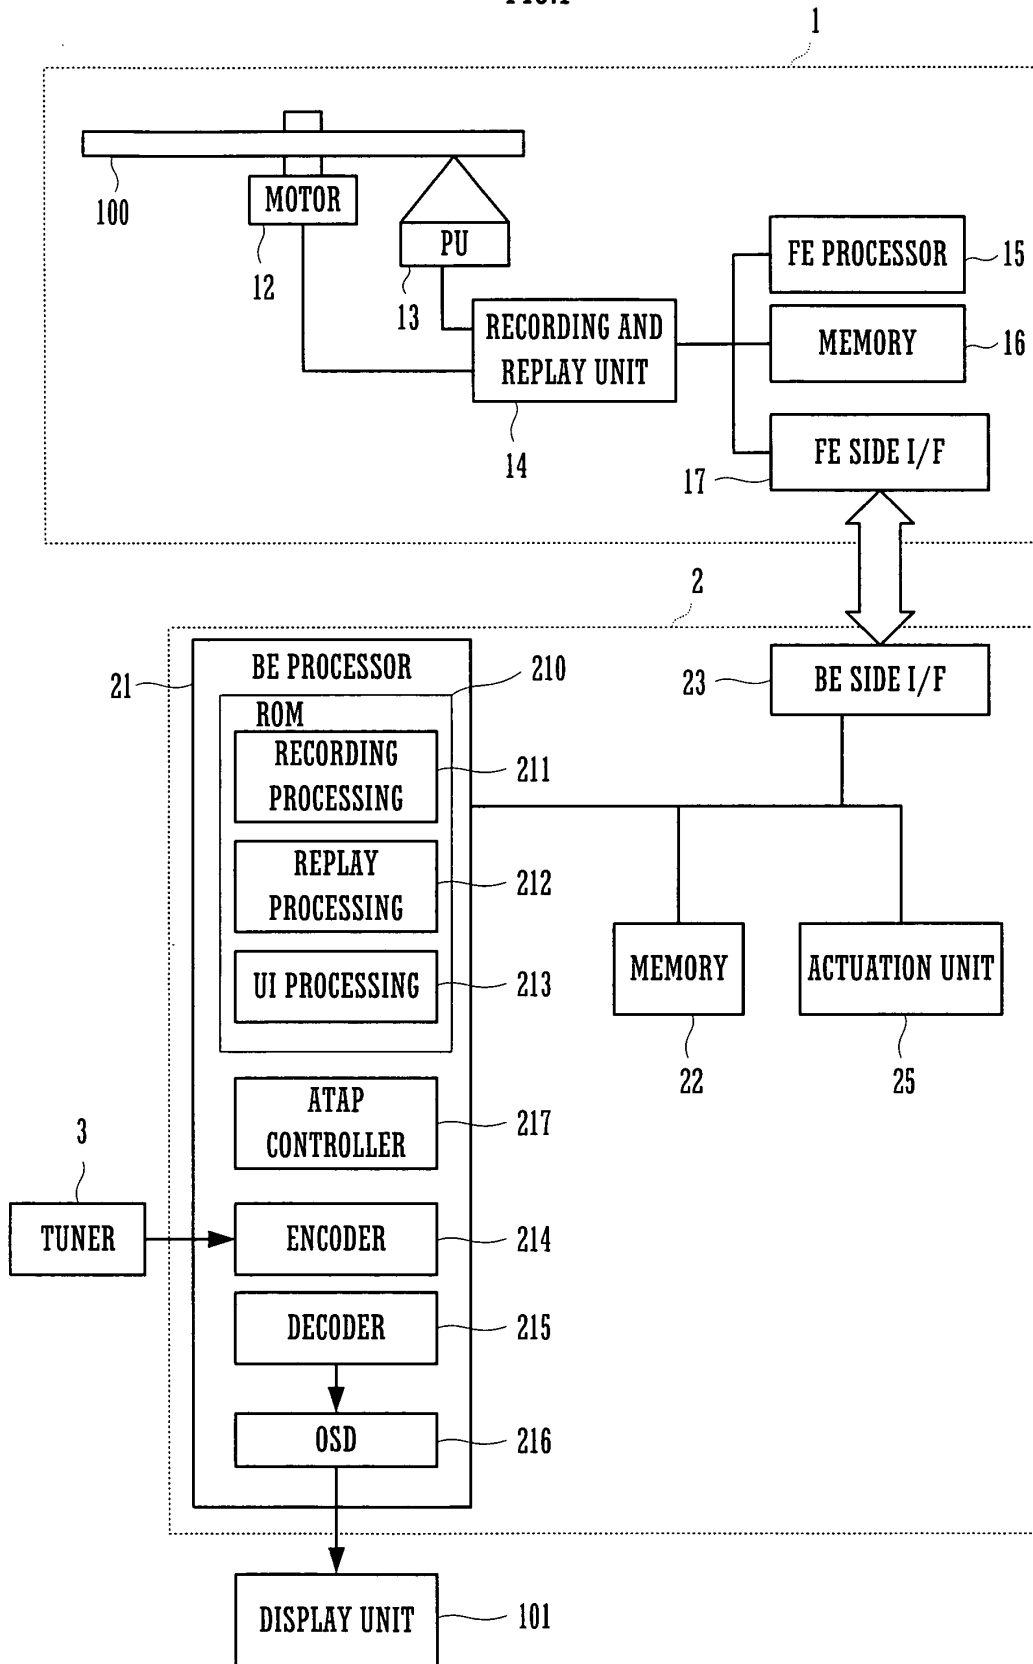 1
100
MOTOR
12
PU
13
RECORDING AND
REPLAY UNIT
14
FE PROCESSOR
15
MEMORY
16
FE SIDE I/F
17
2
BE PROCESSOR
21
210
ROM
RECORDING
PROCESSING
211
REPLAY
PROCESSING
212
UI PROCESSING
213
ATAP
CONTROLLER
217
3
TUNER
ENCODER
214
DECODER
215
OSD
216
BE SIDE I/F
23
MEMORY
22
ACTUATION UNIT
25
DISPLAY UNIT
101